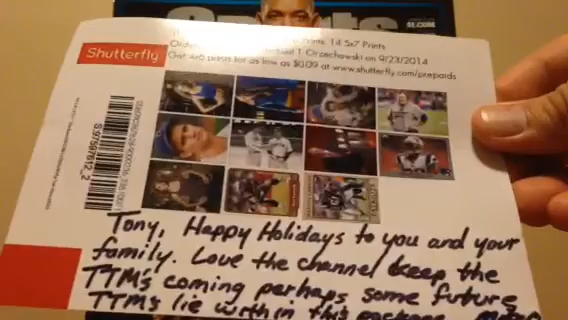 SI.COM
Prints, 14 5x7 Prints
T. Orzechowski on 9/23/2014
Shutterfly
Get 4x6 prints for as low as $0.09 at www.shutterfly.com/prepaids
Tony, Happy Holidays to you and your
family. Love the channel keep the
TTM's coming perhaps some future
TTM's lie within this package